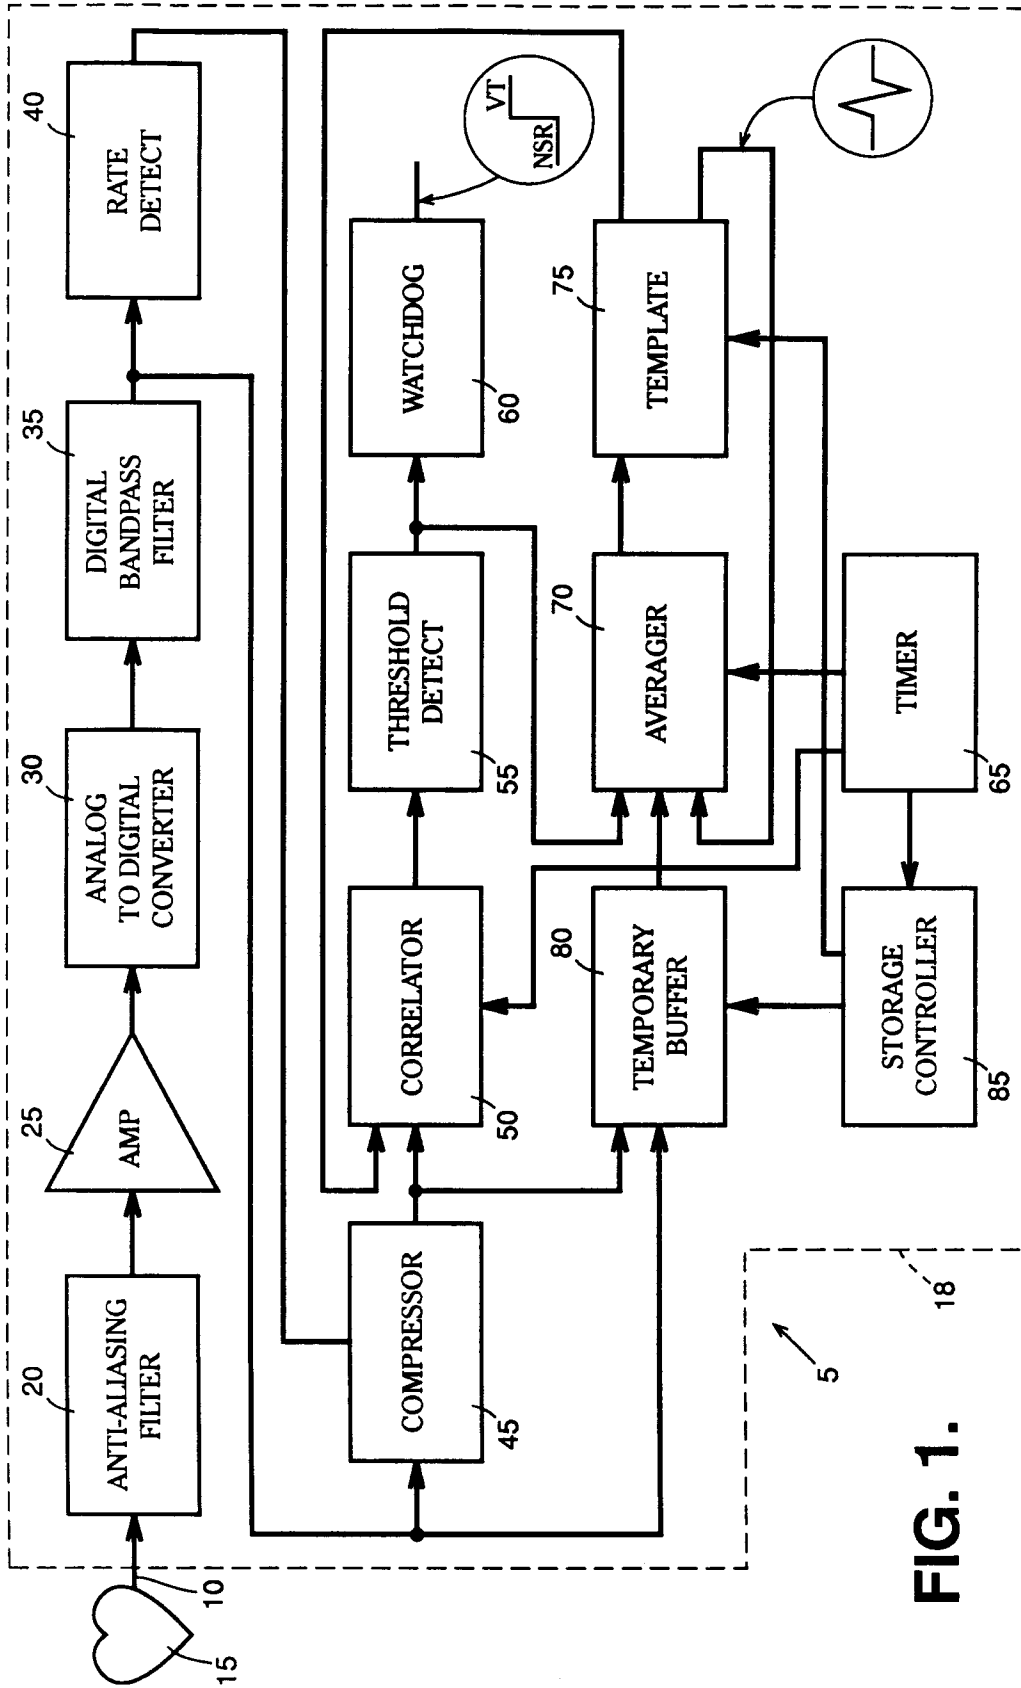 20
ANTI-ALIASING
FILTER
25
AMP
30
ANALOG
TO DIGITAL
CONVERTER
35
DIGITAL
BANDPASS
FILTER
40
RATE
DETECT
10
15
COMPRESSOR
45
CORRELATOR
50
THRESHOLD
DETECT
55
WATCHDOG
60
NSR
VT
80
TEMPORARY
BUFFER
70
AVERAGER
75
TEMPLATE
STORAGE
CONTROLLER
85
TIMER
65
5
18
FIG. 1.